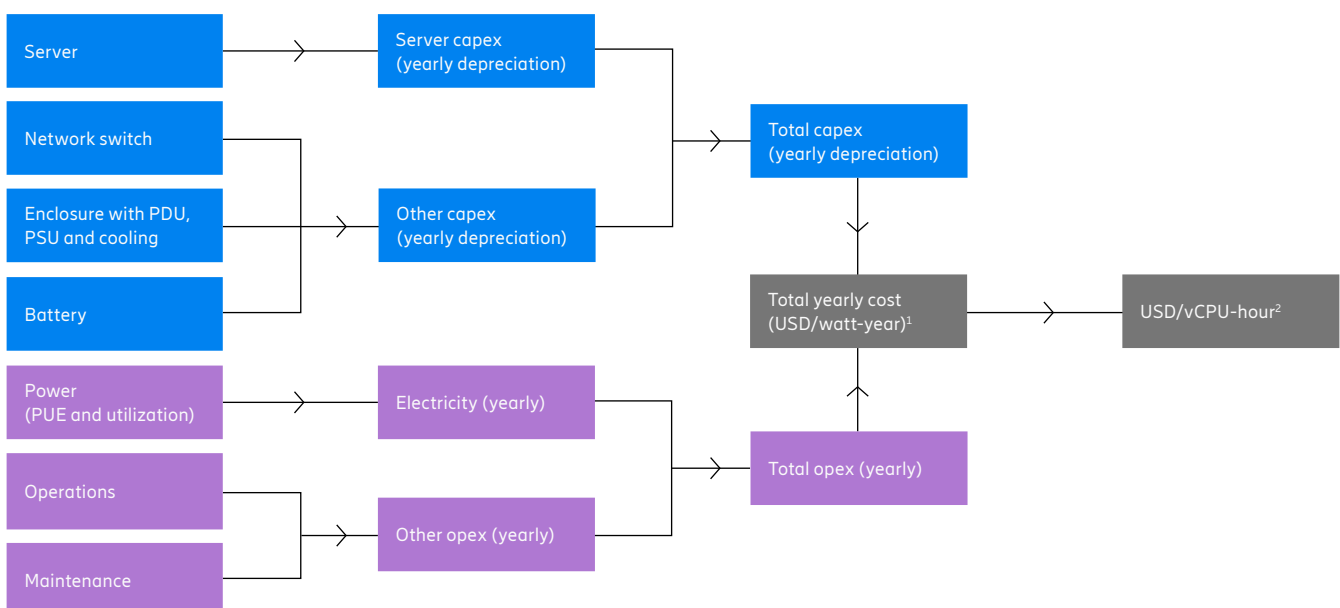 Server
Server capex
(yearly depreciation)
Network switch
Total capex
(yearly depreciation)
Enclosure with PDU,
PSU and cooling
Other capex
(yearly depreciation)
Battery
Total yearly cost
(USD/watt-year)¹
USD/vCPU-hour²
Power
(PUE and utilization)
Electricity (yearly)
Total opex (yearly)
Operations
Other opex (yearly)
Maintenance